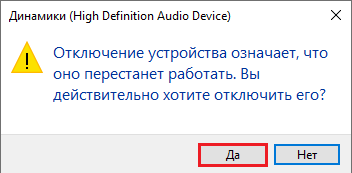 Динамики (High Definition Audio Device)
Отключение устройства означает, что
оно перестанет работать. Вы
действительно хотите отключить его?
Да Нет